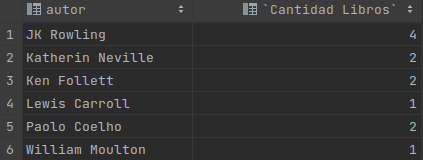 autor `Cantidad Libros`
1 JK Rowling 4
2 Katherin Neville 2
3 Ken Follett 2
4 Lewis Carroll 1
5 Paolo Coelho 2
6 William Moulton 1